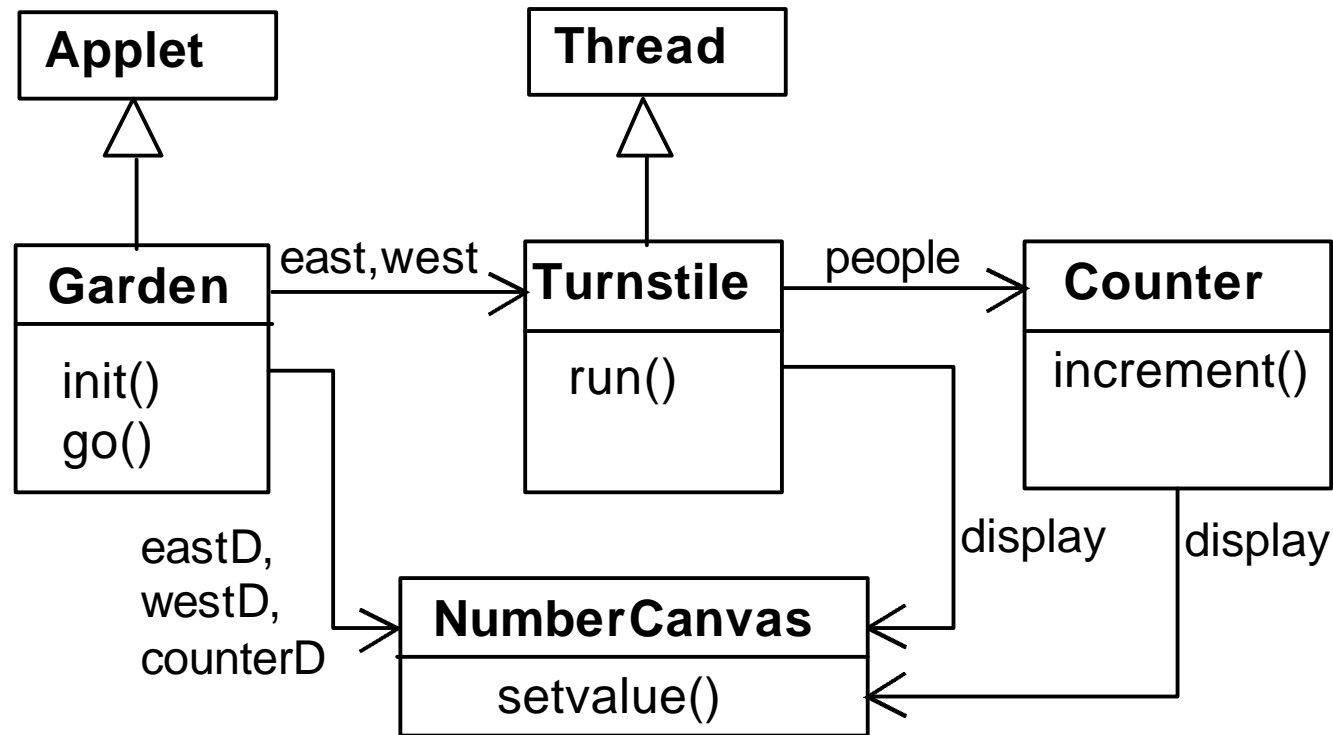 Applet
Thread
Garden
init()
go()
east,west
Turnstile
run()
people
Counter
increment()
eastD,
westD,
counterD
display
display
NumberCanvas
setvalue()